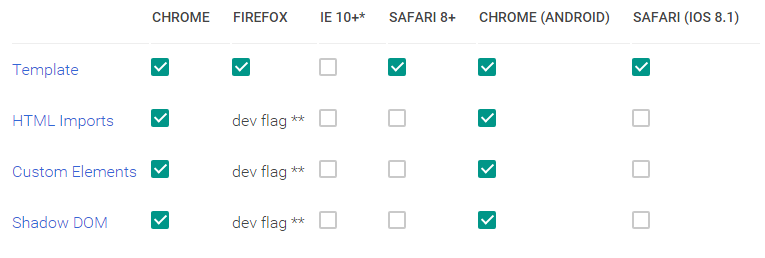 CHROME FIREFOX IE 10+* SAFARI 8+ CHROME (ANDROID) SAFARI (IOS 8.1)
Template
HTML Imports dev flag **
Custom Elements dev flag **
Shadow DOM dev flag **